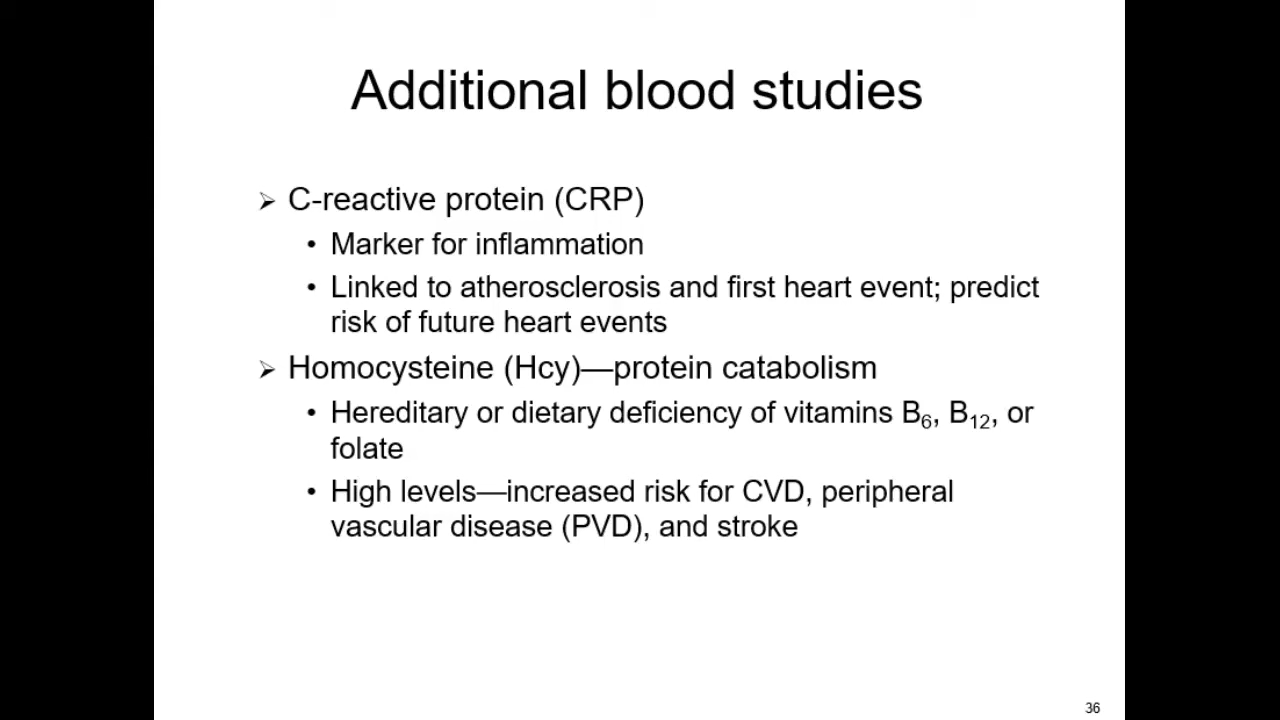 Additional blood studies
➢ C-reactive protein (CRP)
• Marker for inflammation
• Linked to atherosclerosis and first heart event; predict
risk of future heart events
➢ Homocysteine (Hcy)—protein catabolism
• Hereditary or dietary deficiency of vitamins B₆, B₁₂, or
folate
• High levels—increased risk for CVD, peripheral
vascular disease (PVD), and stroke
36